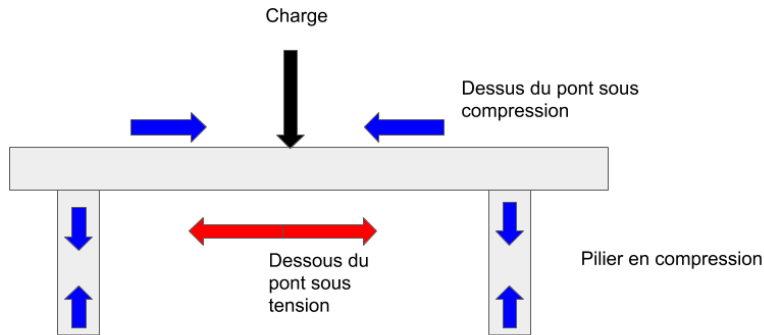 Charge
Dessus du pont sous
compression
Dessous du
pont sous
tension
Pilier en compression